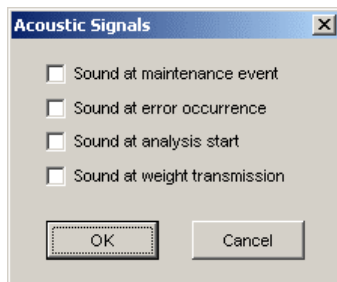 Acoustic Signals
Sound at maintenance event
Sound at error occurrence
Sound at analysis start
Sound at weight transmission
OK Cancel